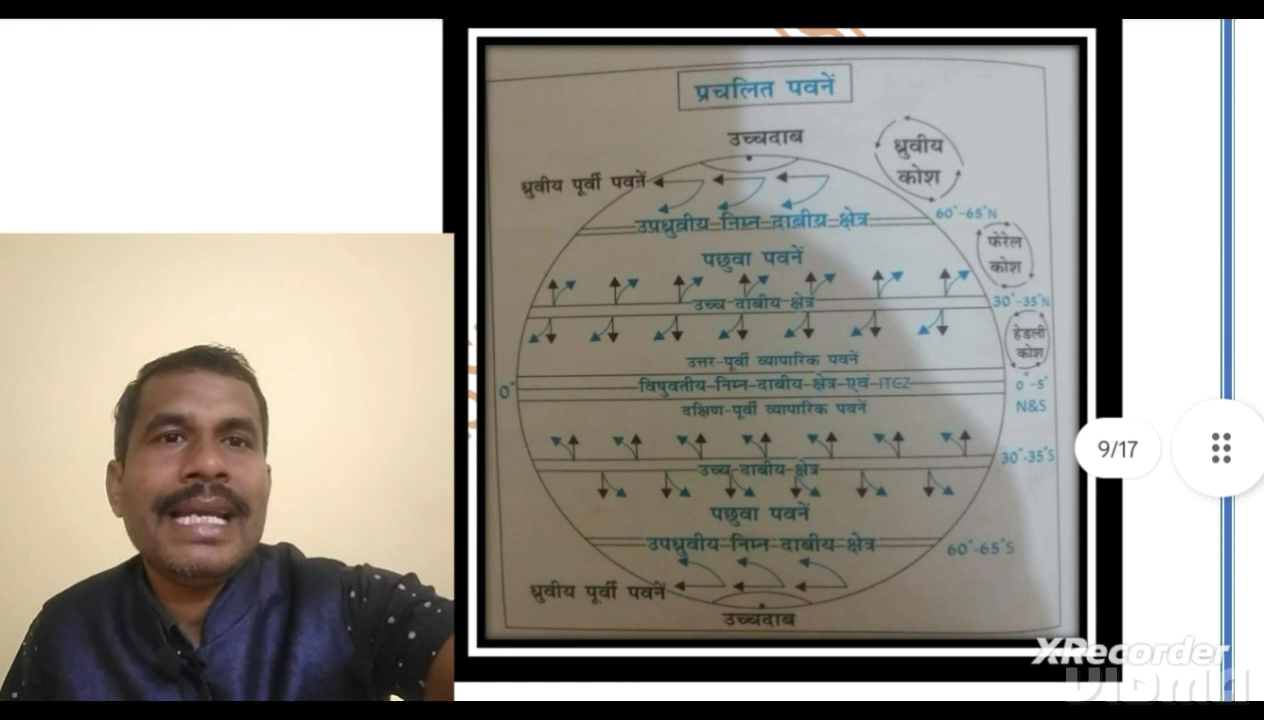 प्रचलित पवनें
उच्चदाब
ध्रुवीय
कोश
ध्रुवीय पूर्वी पवनें
60°-65°N
उपध्रुवीय निम्न दाबीय क्षेत्र
फेरेल
कोश
पछुवा पवनें
उच्च दाबीय क्षेत्र
30°-35°N
हेडली
कोश
उत्तर-पूर्वी व्यापारिक पवनें
0°
विषुवतीय निम्न दाबीय क्षेत्र एवं ITCZ
0°-5°
N&S
दक्षिण-पूर्वी व्यापारिक पवनें
9/17
30°-35°S
उच्च दाबीय क्षेत्र
पछुवा पवनें
उपध्रुवीय निम्न दाबीय क्षेत्र
60°-65°S
ध्रुवीय पूर्वी पवनें
उच्चदाब
XRecorder